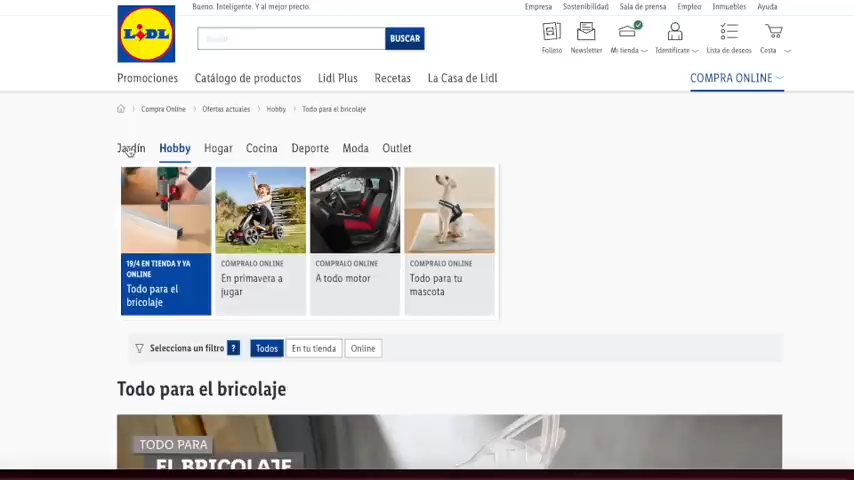 Bueno. Inteligente. Y al mejor precio.
Empresa Sostenibilidad Sala de prensa Empleo Inmuebles Ayuda
LIDL
BUSCAR
Folleto Newsletter Mi tienda Identifícate Lista de deseos Cesta
Promociones Catálogo de productos Lidl Plus Recetas La Casa de Lidl COMPRA ONLINE
Compra Online Ofertas actuales Hobby Todo para el bricolaje
Jardín Hobby Hogar Cocina Deporte Moda Outlet
19/4 EN TIENDA Y YA
ONLINE
Todo para el
bricolaje
CÓMPRALO ONLINE
En primavera a
jugar
CÓMPRALO ONLINE
A todo motor
CÓMPRALO ONLINE
Todo para tu
mascota
Selecciona un filtro ? Todos En tu tienda Online
Todo para el bricolaje
TODO PARA
EL BRICOLAJE